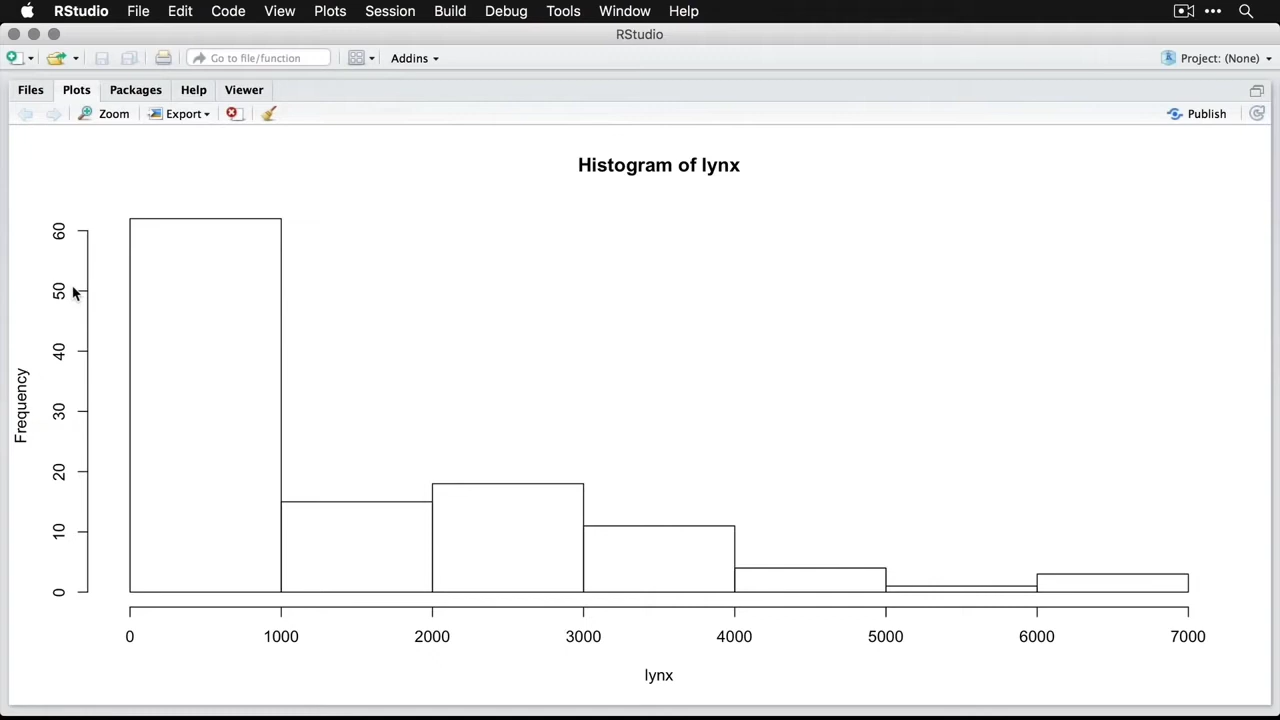 RStudio File Edit Code View Plots Session Build Debug Tools Window Help
RStudio
Go to file/function Addins Project: (None)
Files Plots Packages Help Viewer
Zoom Export Publish
Histogram of lynx
60
50
40
30
20
10
0
Frequency
0 1000 2000 3000 4000 5000 6000 7000
lynx